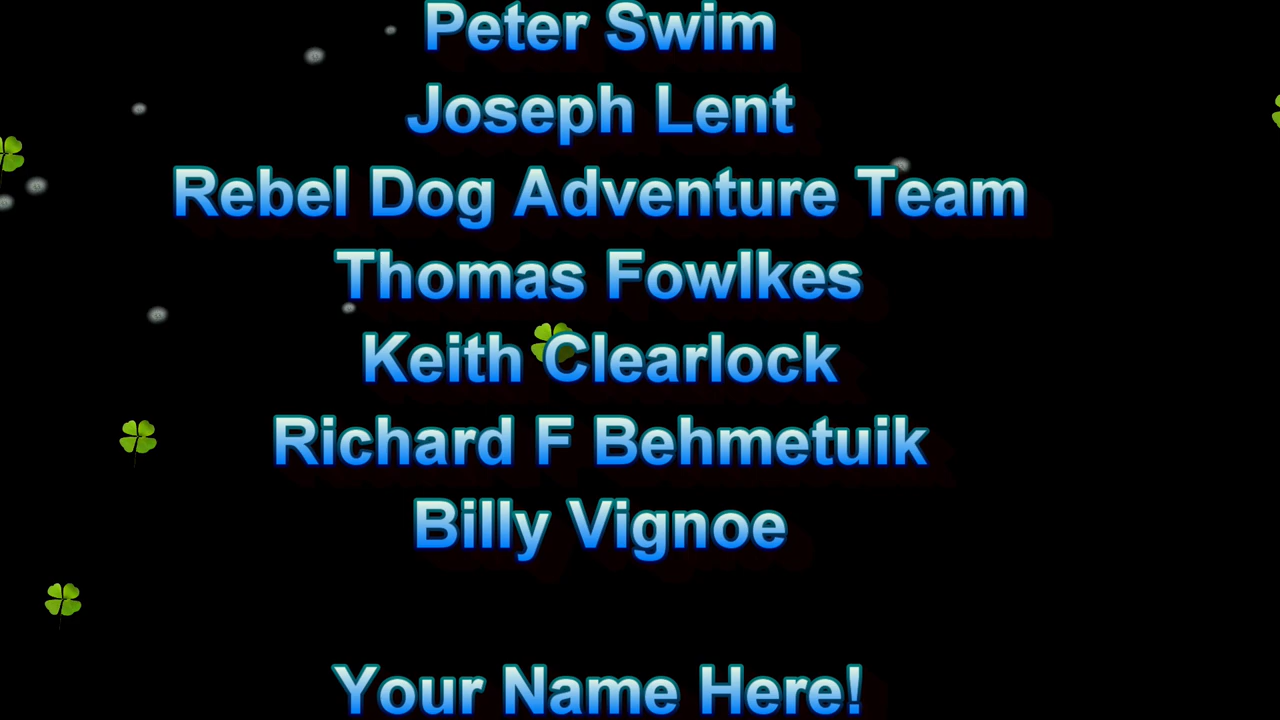 Peter Swim
Joseph Lent
Rebel Dog Adventure Team
Thomas Fowlkes
Keith Clearlock
Richard F Behmetuik
Billy Vignoe
Your Name Here!